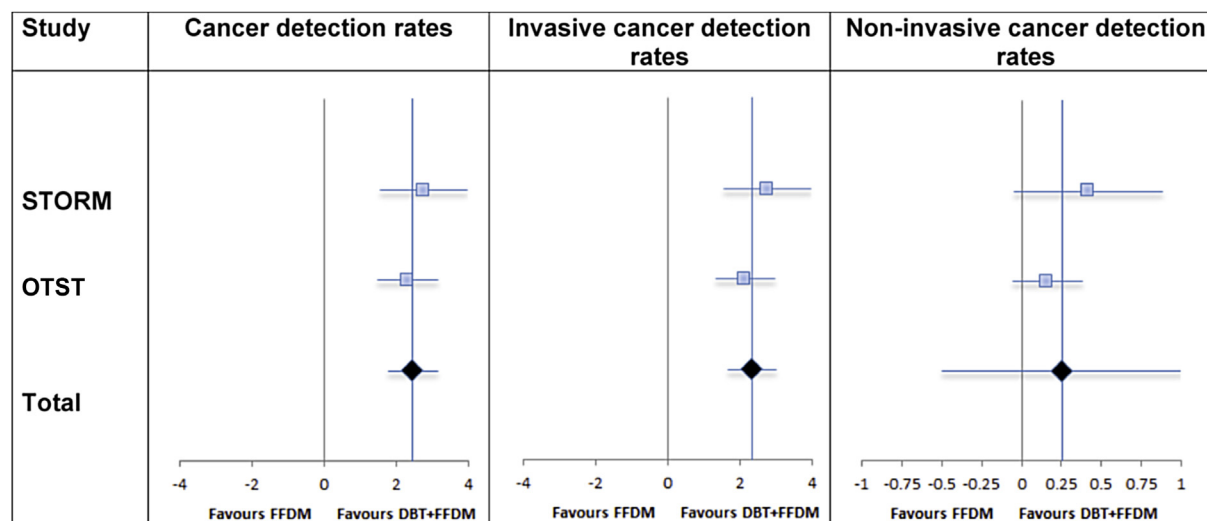 Study
Cancer detection rates
Invasive cancer detection
rates
Non-invasive cancer detection
rates
STORM
OTST
Total
-4 -2 0 2 4
Favours FFDM Favours DBT+FFDM
-4 -2 0 2 4
Favours FFDM Favours DBT+FFDM
-1 -0.75 -0.5 -0.25 0 0.25 0.5 0.75 1
Favours FFDM Favours DBT+FFDM